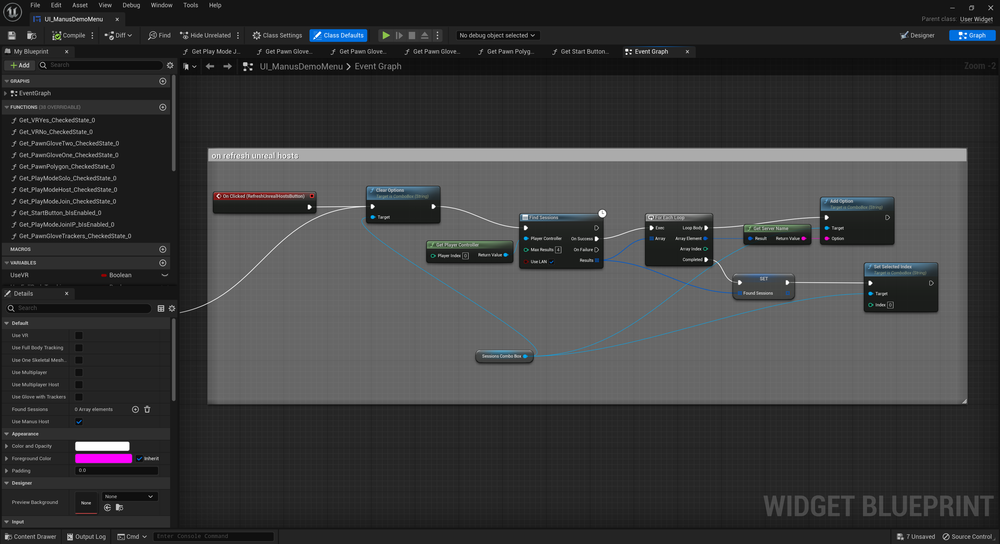 File Edit Asset View Debug Window Tools Help
UI_ManusDemoMenu
Parent class: User Widget
Compile Diff Find Hide Unrelated Class Settings Class Defaults No debug object selected Designer Graph
My Blueprint
Get Play Mode J... Get Pawn Glove... Get Pawn Glove... Get Pawn Glove... Get Pawn Polyg... Get Start Button... Event Graph
Add Search
UI_ManusDemoMenu > Event Graph
Zoom -2
GRAPHS
EventGraph
FUNCTIONS (38 OVERRIDABLE)
Get_VRYes_CheckedState_0
Get_VRNo_CheckedState_0
Get_PawnGloveTwo_CheckedState_0
Get_PawnGloveOne_CheckedState_0
Get_PawnPolygon_CheckedState_0
Get_PlayModeSolo_CheckedState_0
Get_PlayModeHost_CheckedState_0
Get_PlayModeJoin_CheckedState_0
Get_StartButton_bIsEnabled_0
Get_PlayModeJoinIP_bIsEnabled_0
Get_PawnGloveTrackers_CheckedState_0
MACROS
VARIABLES
UseVR Boolean
Details
Search
Default
Use VR
Use Full Body Tracking
Use One Skeletal Mesh...
Use Multiplayer
Use Multiplayer Host
Use Glove with Trackers
Found Sessions 0 Array elements
Use Manus Host
Appearance
Color and Opacity
Foreground Color Inherit
Padding 0.0
Designer
Preview Background None None
Input
on refresh unreal hosts
On Clicked (RefreshUnrealHostsButton)
Clear Options
Target is ComboBox (String)
Target
Get Player Controller
Player Index 0 Return Value
Find Sessions
Player Controller On Success
Max Results 4 On Failure
Use LAN Results
For Each Loop
Exec Loop Body
Array Array Element
Array Index
Completed
Get Server Name
Result Return Value
Add Option
Target is ComboBox (String)
Target
Option
SET
Found Sessions
Set Selected Index
Target is ComboBox (String)
Target
Index 0
Sessions Combo Box
WIDGET BLUEPRINT
Content Drawer Output Log Cmd Enter Console Command 7 Unsaved Source Control